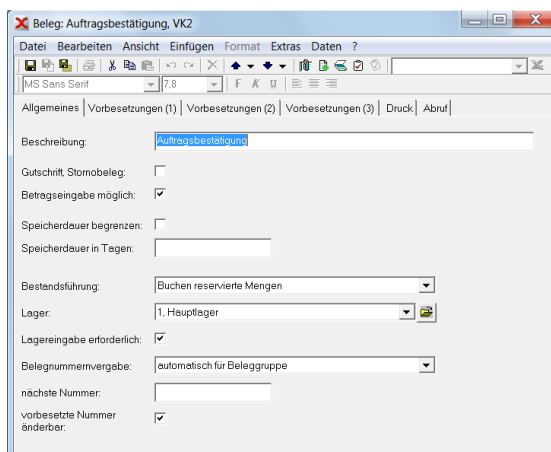 Beleg: Auftragsbestätigung, VK2
Datei Bearbeiten Ansicht Einfügen Format Extras Daten ?
MS Sans Serif 7,8 F K U
Allgemeines Vorbesetzungen (1) Vorbesetzungen (2) Vorbesetzungen (3) Druck Abruf
Beschreibung: Auftragsbestätigung
Gutschrift, Stornobeleg:
Betragseingabe möglich:
Speicherdauer begrenzen:
Speicherdauer in Tagen:
Bestandsführung: Buchen reservierte Mengen
Lager: 1, Hauptlager
Lagereingabe erforderlich:
Belegnummernvergabe: automatisch für Beleggruppe
nächste Nummer:
vorbesetzte Nummer
änderbar: